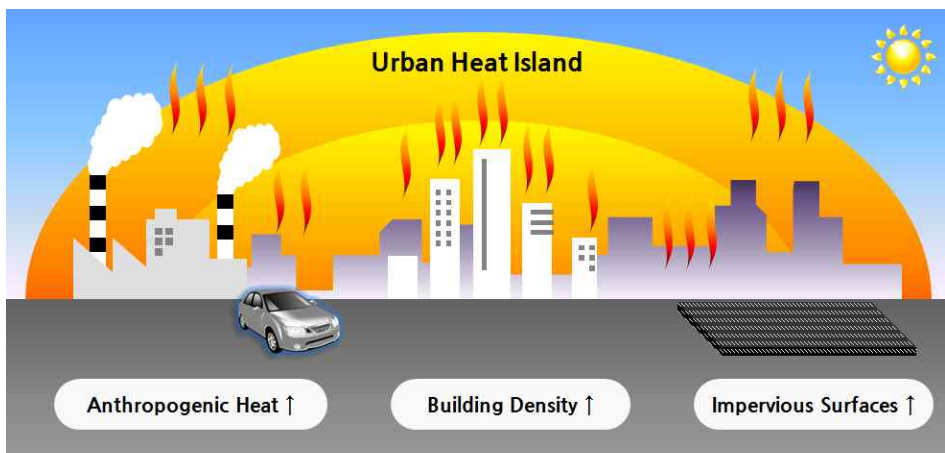 Urban Heat Island
Anthropogenic Heat ↑
Building Density ↑
Impervious Surfaces ↑